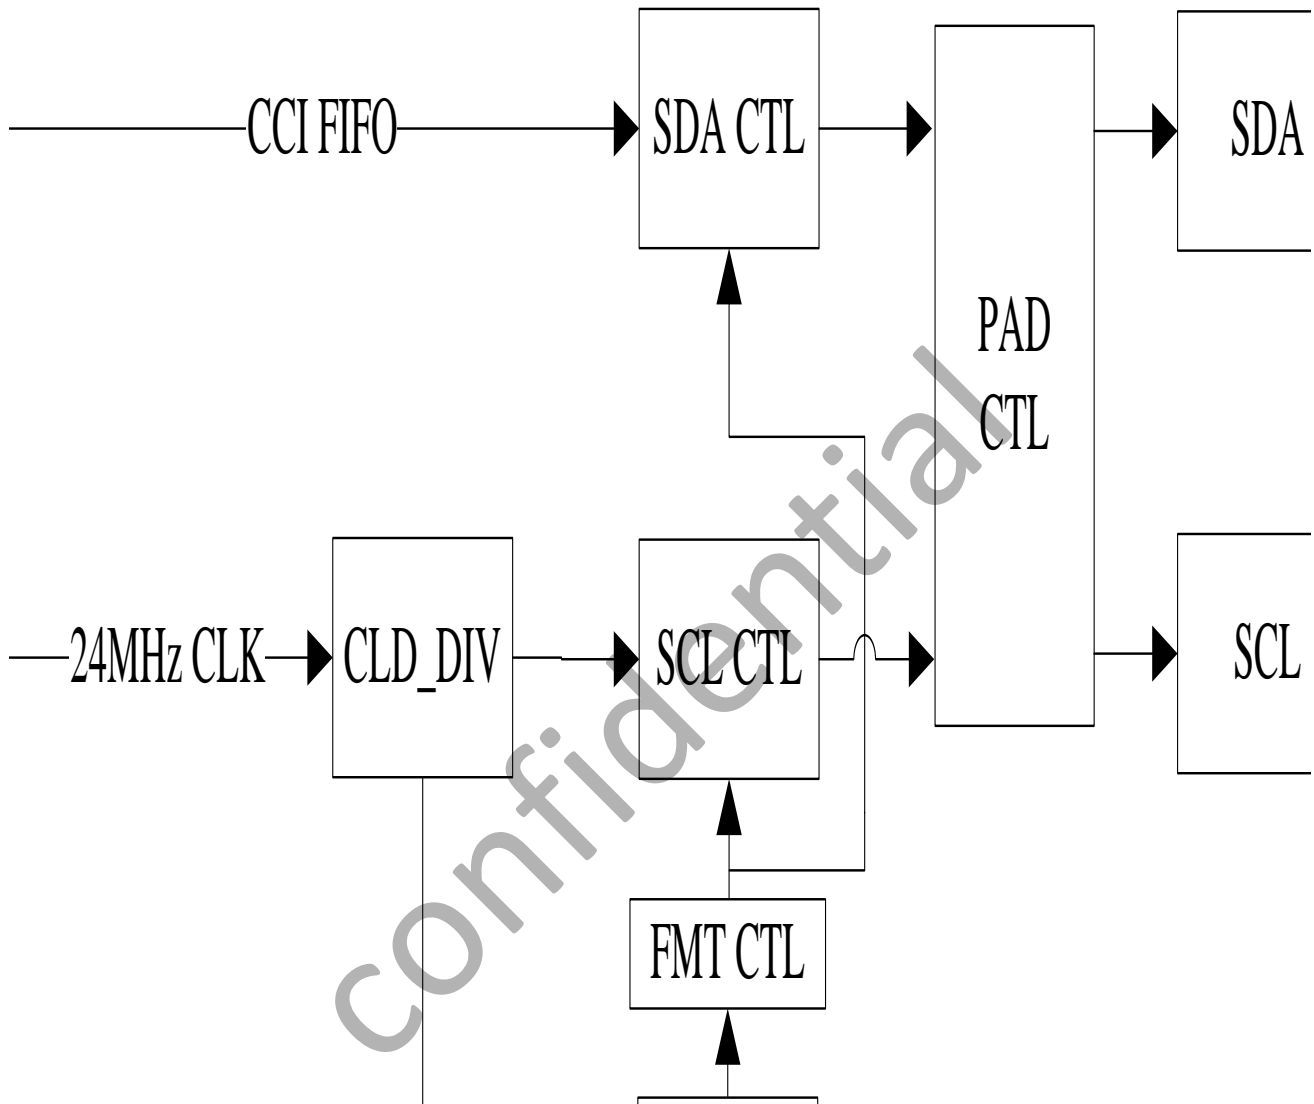 CCI FIFO
SDA CTL
SDA
PAD
CTL
24MHz CLK
CLD_DIV
SCL CTL
SCL
FMT CTL
confidential